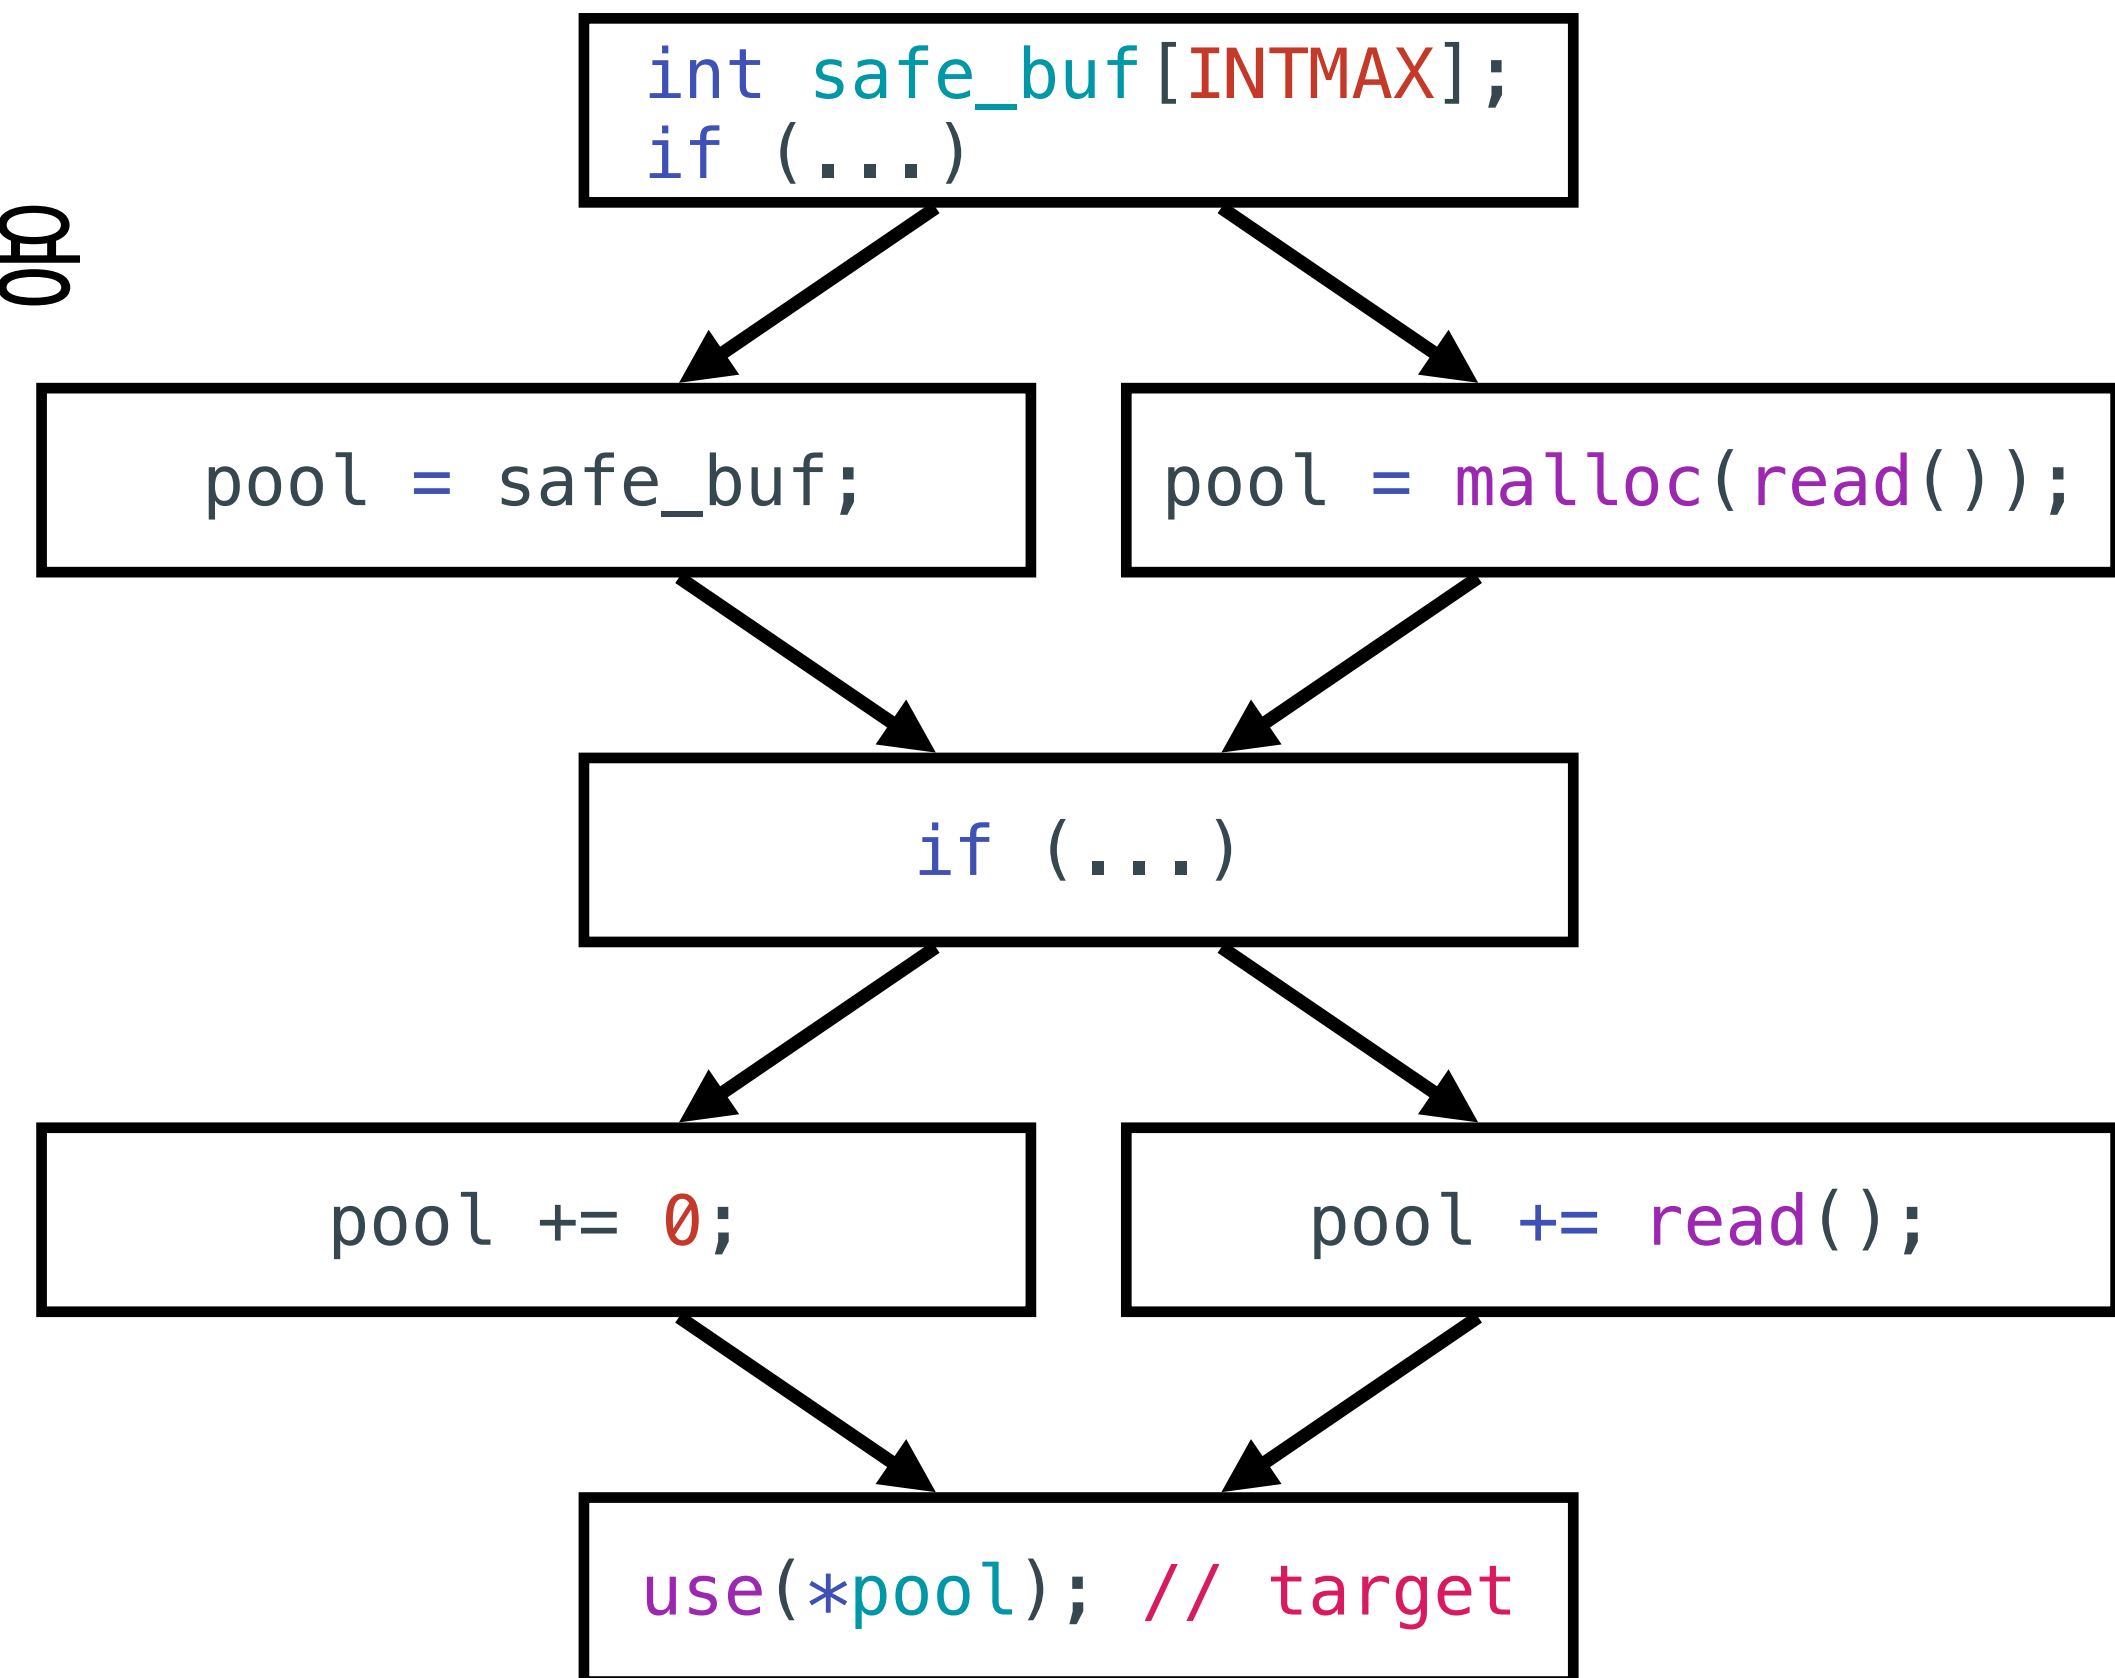 int safe_buf[INTMAX];
if (...)
pool = safe_buf;
pool = malloc(read());
if (...)
pool += 0;
pool += read();
use(*pool); // target